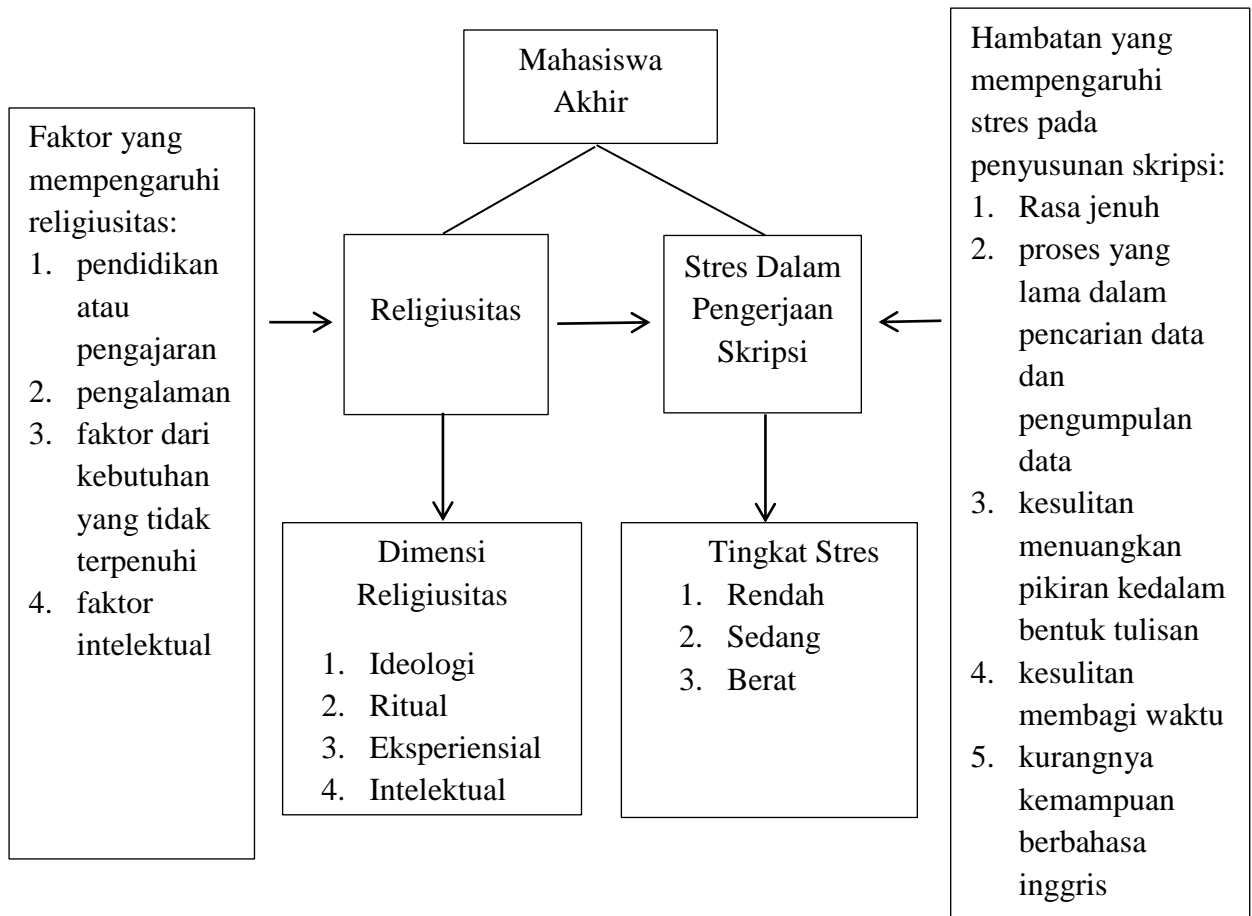 Mahasiswa
Akhir
Faktor yang
mempengaruhi
religiusitas:
1. pendidikan
atau
pengajaran
2. pengalaman
3. faktor dari
kebutuhan
yang tidak
terpenuhi
4. faktor
intelektual
Religiusitas
Stres Dalam
Pengerjaan
Skripsi
Dimensi
Religiusitas
1. Ideologi
2. Ritual
3. Eksperiensial
4. Intelektual
Tingkat Stres
1. Rendah
2. Sedang
3. Berat
Hambatan yang
mempengaruhi
stres pada
penyusunan skripsi:
1. Rasa jenuh
2. proses yang
lama dalam
pencarian data
dan
pengumpulan
data
3. kesulitan
menuangkan
pikiran kedalam
bentuk tulisan
4. kesulitan
membagi waktu
5. kurangnya
kemampuan
berbahasa
inggris